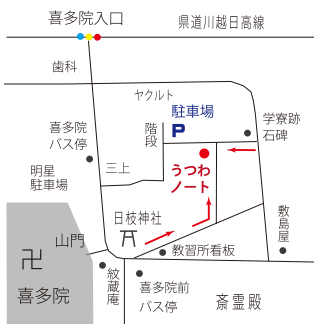 喜多院入口
県道川越日高線
歯科
ヤクルト
駐車場
P
学寮跡
石碑
階段
喜多院
バス停
三上
うつわ
ノート
明星
駐車場
日枝神社
敷島屋
山門
教習所看板
卍
喜多院
紋蔵庵
喜多院前
バス停
斎霊殿